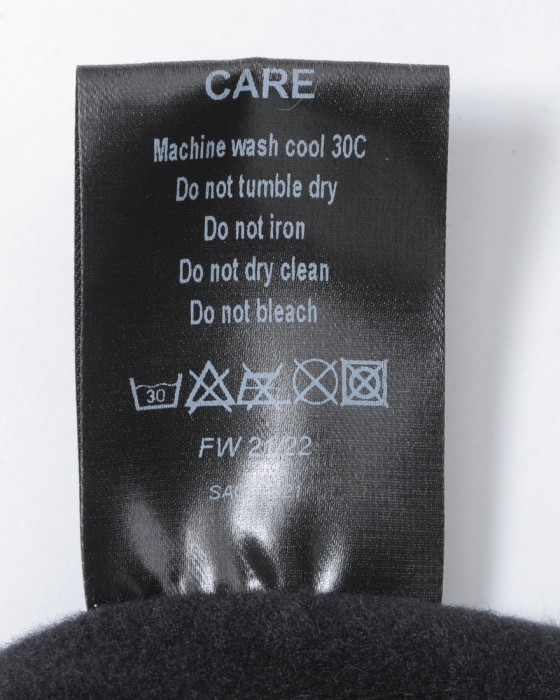 CARE
Machine wash cool 30C
Do not tumble dry
Do not iron
Do not dry clean
Do not bleach
30
FW 21/22